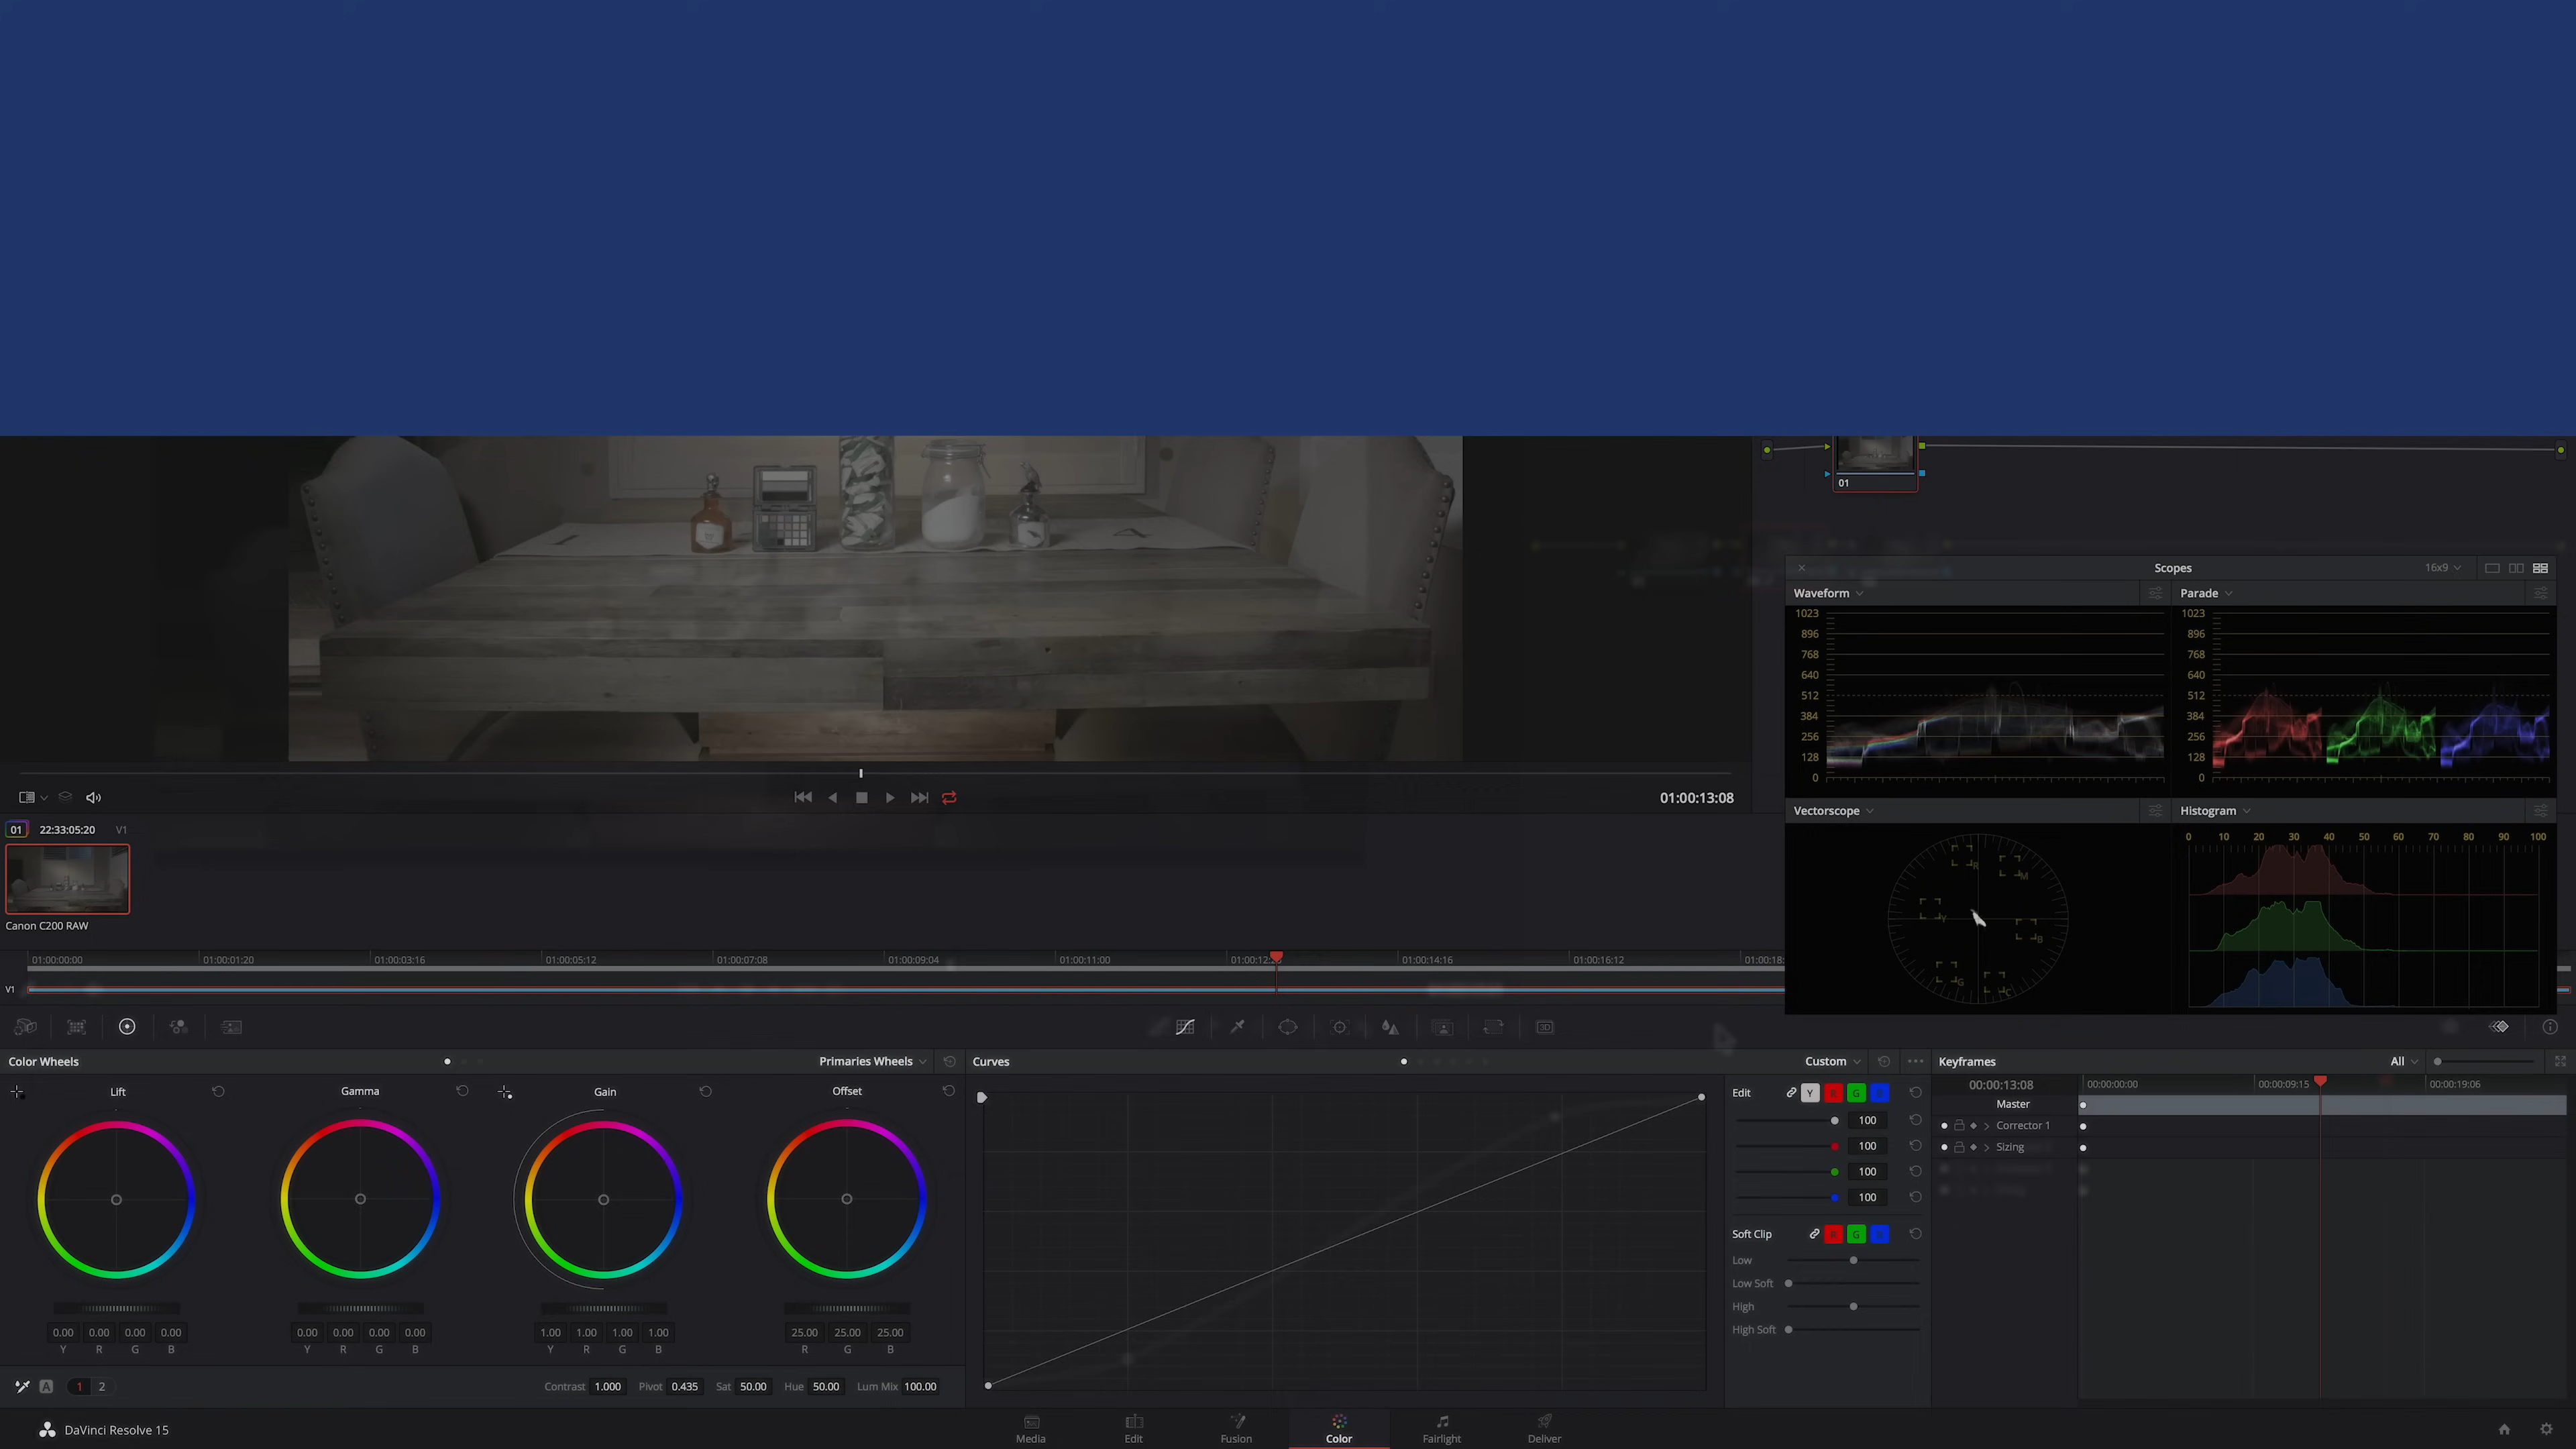 01
Scopes 16x9
Waveform Parade
1023 1023
896 896
768 768
640 640
512 512
384 384
256 256
128 128
0 0
01:00:13:08
Vectorscope Histogram
01 22:33:05:20 V1
0 10 20 30 40 50 60 70 80 90 100
R M
Y
B
G C
Canon C200 RAW
01:00:00:00 01:00:01:20 01:00:03:16 01:00:05:12 01:00:07:08 01:00:09:04 01:00:11:00 01:00:14:16 01:00:16:12
V1
3D
Color Wheels Primaries Wheels Curves Custom Keyframes All
Lift Gamma Gain Offset Edit Y G 00:00:13:08 00:00:00:00 00:00:09:15 00:00:19:06
Master
100 Corrector 1
100 Sizing
100
100
Soft Clip G
Low
Low Soft
High
High Soft
0.00 0.00 0.00 0.00 0.00 0.00 0.00 0.00 1.00 1.00 1.00 1.00 25.00 25.00 25.00
Y R G B Y R G B Y R G B R G B
A 1 2 Contrast 1.000 Pivot 0.435 Sat 50.00 Hue 50.00 Lum Mix 100.00
DaVinci Resolve 15 Media Edit Fusion Color Fairlight Deliver